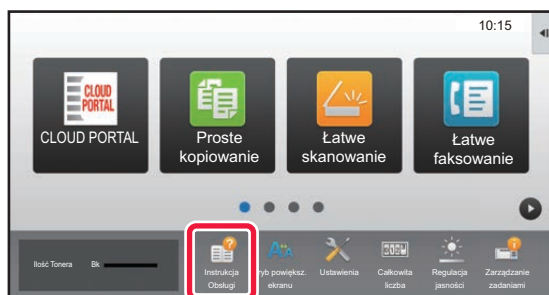 10:15
CLOUD
PORTAL
CLOUD PORTAL
Proste
kopiowanie
Łatwe
skanowanie
Łatwe
faksowanie
Ilość Tonera Bk
Instrukcja
Obsługi
ryb powiększ.
ekranu
Ustawienia
Całkowita
liczba
Regulacja
jasności
Zarządzanie
zadaniami